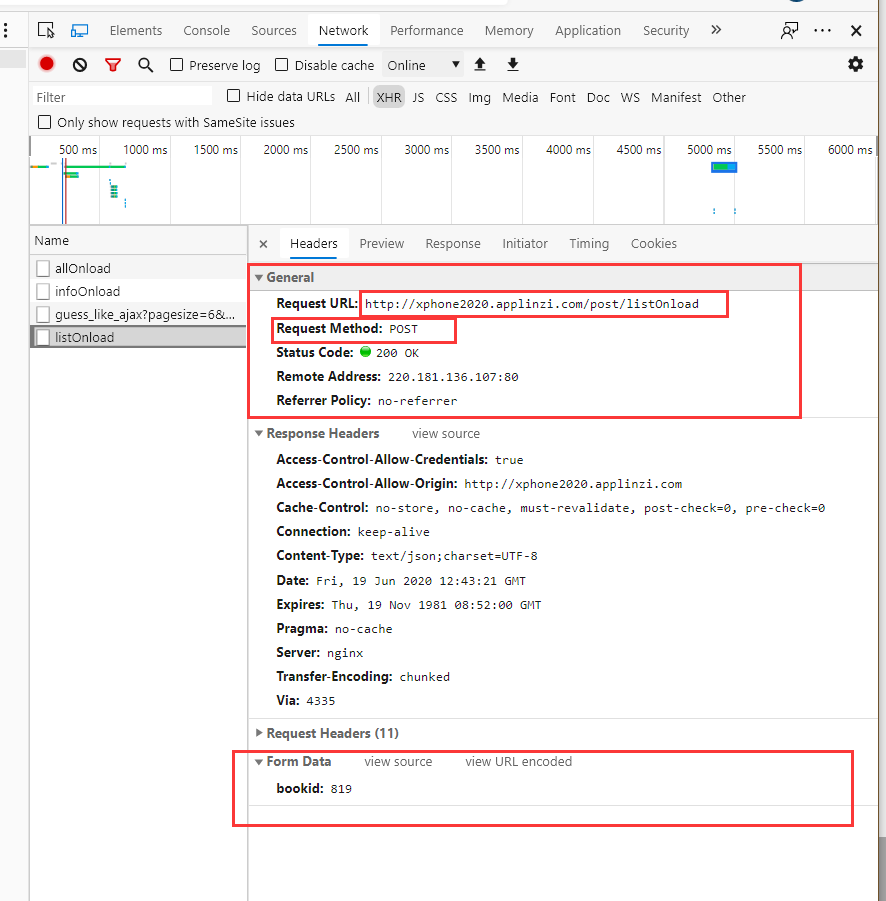 Elements Console Sources Network Performance Memory Application Security
Preserve log Disable cache Online ▼
Filter Hide data URLs All XHR JS CSS Img Media Font Doc WS Manifest Other
Only show requests with SameSite issues
500 ms 1000 ms 1500 ms 2000 ms 2500 ms 3000 ms 3500 ms 4000 ms 4500 ms 5000 ms 5500 ms 6000 ms
Name
allOnload
infoOnload
guess_like_ajax?pagesize=6&...
listOnload
× Headers Preview Response Initiator Timing Cookies
General
Request URL: http://xphone2020.applinzi.com/post/listOnload
Request Method: POST
Status Code: 200 OK
Remote Address: 220.181.136.107:80
Referrer Policy: no-referrer
Response Headers view source
Access-Control-Allow-Credentials: true
Access-Control-Allow-Origin: http://xphone2020.applinzi.com
Cache-Control: no-store, no-cache, must-revalidate, post-check=0, pre-check=0
Connection: keep-alive
Content-Type: text/json;charset=UTF-8
Date: Fri, 19 Jun 2020 12:43:21 GMT
Expires: Thu, 19 Nov 1981 08:52:00 GMT
Pragma: no-cache
Server: nginx
Transfer-Encoding: chunked
Via: 4335
Request Headers (11)
Form Data view source view URL encoded
bookid: 819